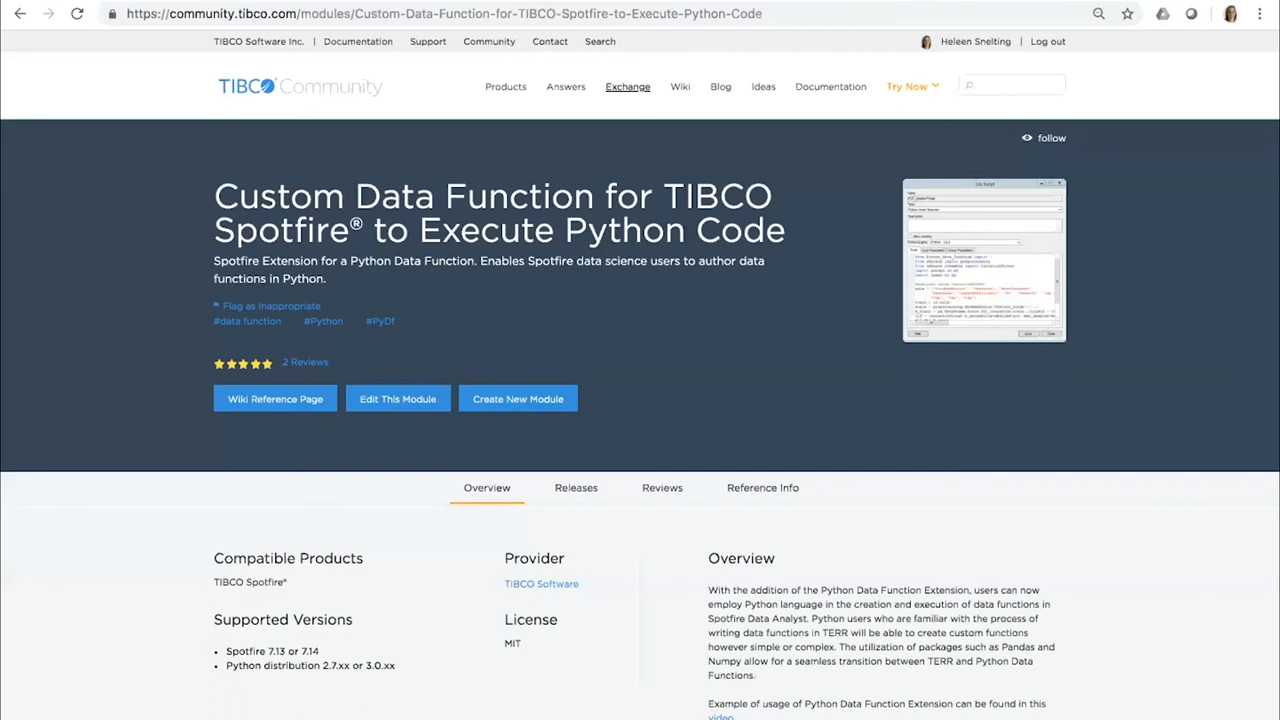 https://community.tibco.com/modules/Custom-Data-Function-for-TIBCO-Spotfire-to-Execute-Python-Code
TIBCO Software Inc. | Documentation Support Community Contact Search Heleen Snelting | Log out
TIBCO Community Products Answers Exchange Wiki Blog Ideas Documentation Try Now
follow
Custom Data Function for TIBCO
Spotfire® to Execute Python Code
Spotfire Extension for a Python Data Function. Enables Spotfire data science users to author data
functions in Python.
Flag as inappropriate
#data function #Python #PyDf
2 Reviews
Wiki Reference Page Edit This Module Create New Module
Overview Releases Reviews Reference Info
Compatible Products
TIBCO Spotfire®
Supported Versions
• Spotfire 7.13 or 7.14
• Python distribution 2.7.xx or 3.0.xx
Provider
TIBCO Software
License
MIT
Overview
With the addition of the Python Data Function Extension, users can now
employ Python language in the creation and execution of data functions in
Spotfire Data Analyst. Python users who are familiar with the process of
writing data functions in TERR will be able to create custom functions
however simple or complex. The utilization of packages such as Pandas and
Numpy allow for a seamless transition between TERR and Python Data
Functions.
Example of usage of Python Data Function Extension can be found in this
video